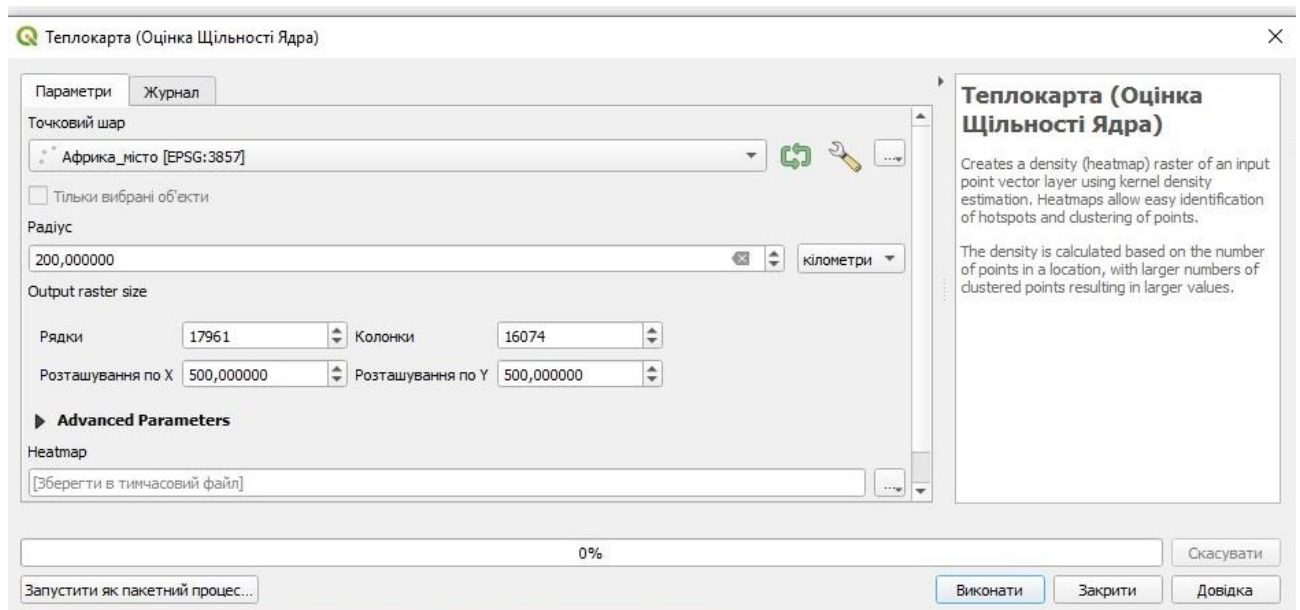 Теплокарта (Оцінка Щільності Ядра)
Параметри Журнал
Точковий шар
Африка_місто [EPSG:3857]
...
Тільки вибрані об'єкти
Радіус
200,000000 кілометри
Output raster size
Рядки 17961 Колонки 16074
Розташування по X 500,000000 Розташування по Y 500,000000
Advanced Parameters
Heatmap
[Зберегти в тимчасовий файл]
...
Теплокарта (Оцінка
Щільності Ядра)
Creates a density (heatmap) raster of an input
point vector layer using kernel density
estimation. Heatmaps allow easy identification
of hotspots and clustering of points.
The density is calculated based on the number
of points in a location, with larger numbers of
clustered points resulting in larger values.
0%
Скасувати
Запустити як пакетний процес...
Виконати Закрити Довідка